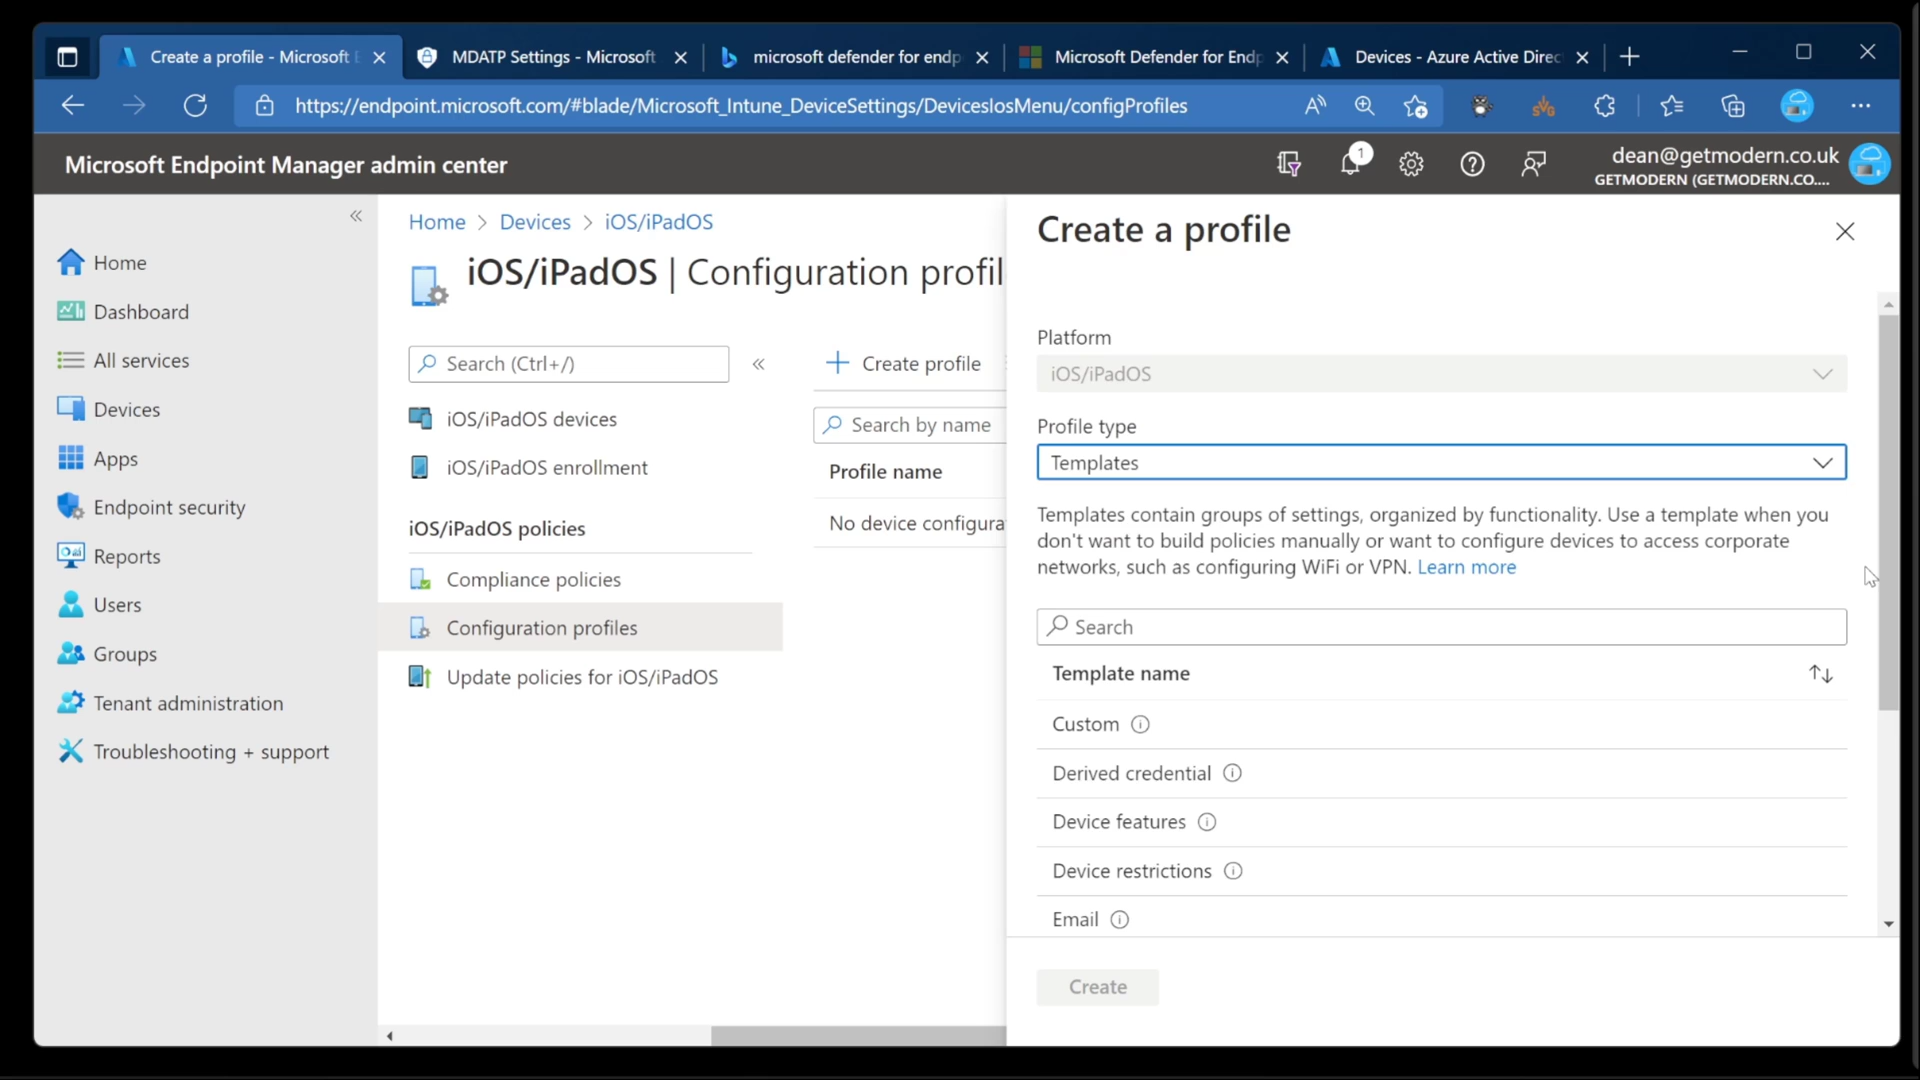 Create a profile - Microsoft E
MDATP Settings - Microsoft
microsoft defender for endp
Microsoft Defender for Endp
Devices - Azure Active Direc
https://endpoint.microsoft.com/#blade/Microsoft_Intune_DeviceSettings/DevicesIosMenu/configProfiles
Microsoft Endpoint Manager admin center
1
dean@getmodern.co.uk
GETMODERN (GETMODERN.CO....
Home
Dashboard
All services
Devices
Apps
Endpoint security
Reports
Users
Groups
Tenant administration
Troubleshooting + support
Home > Devices > iOS/iPadOS
iOS/iPadOS | Configuration profil
Search (Ctrl+/)
iOS/iPadOS devices
iOS/iPadOS enrollment
iOS/iPadOS policies
Compliance policies
Configuration profiles
Update policies for iOS/iPadOS
Create profile
Search by name
Profile name
No device configura
Create a profile
Platform
iOS/iPadOS
Profile type
Templates
Templates contain groups of settings, organized by functionality. Use a template when you
don't want to build policies manually or want to configure devices to access corporate
networks, such as configuring WiFi or VPN. Learn more
Search
Template name
Custom
Derived credential
Device features
Device restrictions
Email
Create